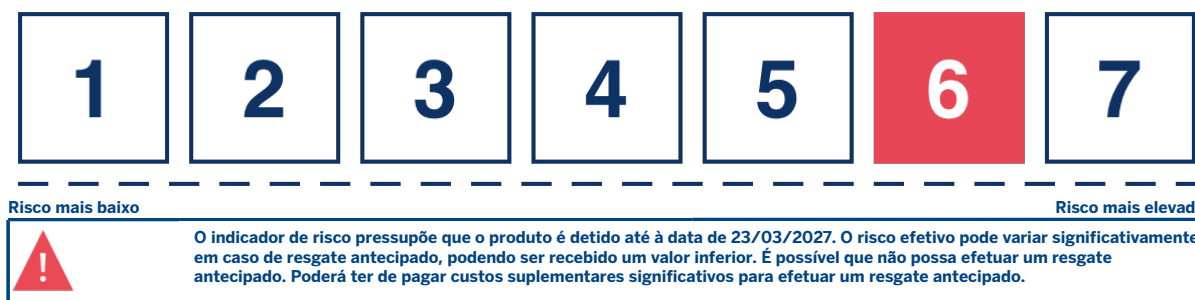 1 2 3 4 5 6 7
Risco mais baixo Risco mais elevad
O indicador de risco pressupõe que o produto é detido até à data de 23/03/2027. O risco efetivo pode variar significativamente
em caso de resgate antecipado, podendo ser recebido um valor inferior. É possível que não possa efetuar um resgate
antecipado. Poderá ter de pagar custos suplementares significativos para efetuar um resgate antecipado.
!